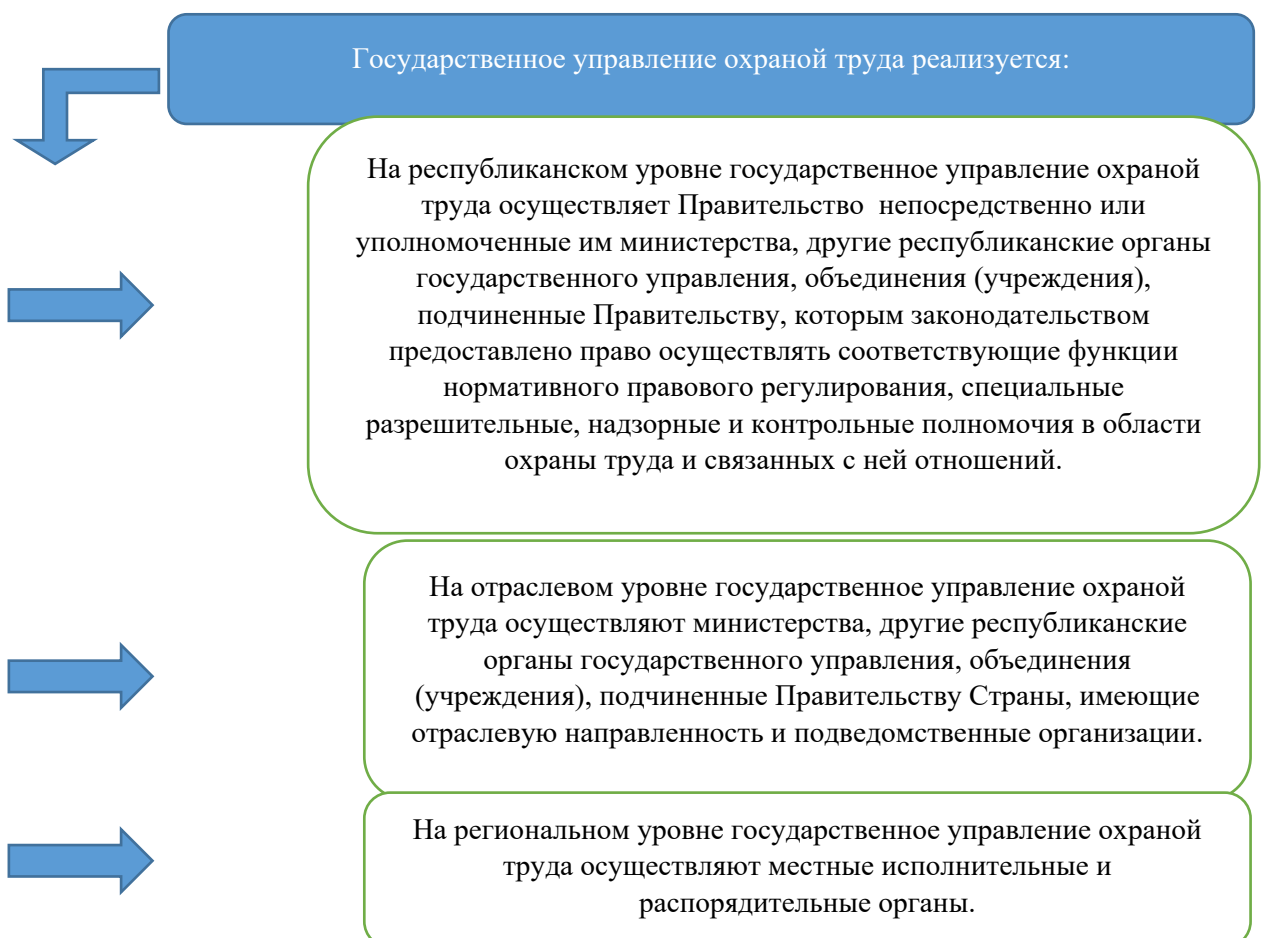 Государственное управление охраной труда реализуется:
На республиканском уровне государственное управление охраной
труда осуществляет Правительство  непосредственно или
уполномоченные им министерства, другие республиканские органы
государственного управления, объединения (учреждения),
подчиненные Правительству, которым законодательством
предоставлено право осуществлять соответствующие функции
нормативного правового регулирования, специальные
разрешительные, надзорные и контрольные полномочия в области
охраны труда и связанных с ней отношений.
На отраслевом уровне государственное управление охраной
труда осуществляют министерства, другие республиканские
органы государственного управления, объединения
(учреждения), подчиненные Правительству Страны, имеющие
отраслевую направленность и подведомственные организации.
На региональном уровне государственное управление охраной
труда осуществляют местные исполнительные и
распорядительные органы.